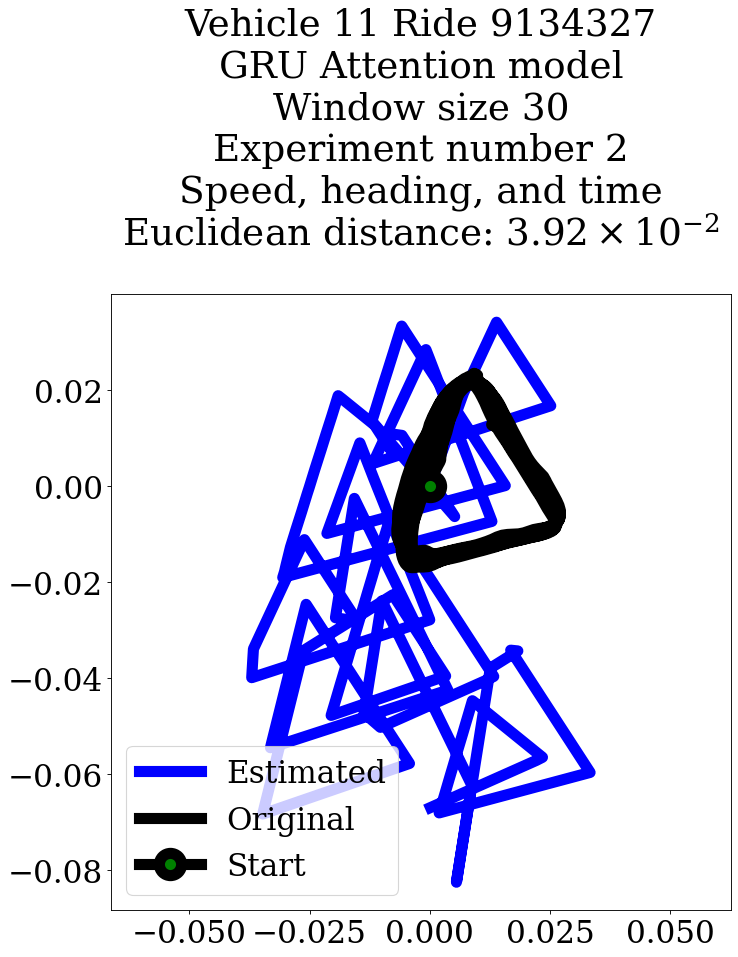 Vehicle 11 Ride 9134327
GRU Attention model
Window size 30
Experiment number 2
Speed, heading, and time
Euclidean distance: 3.92 × 10⁻²
0.02
0.00
−0.02
−0.04
−0.06
−0.08
Estimated
Original
Start
−0.050 −0.025 0.000 0.025 0.050